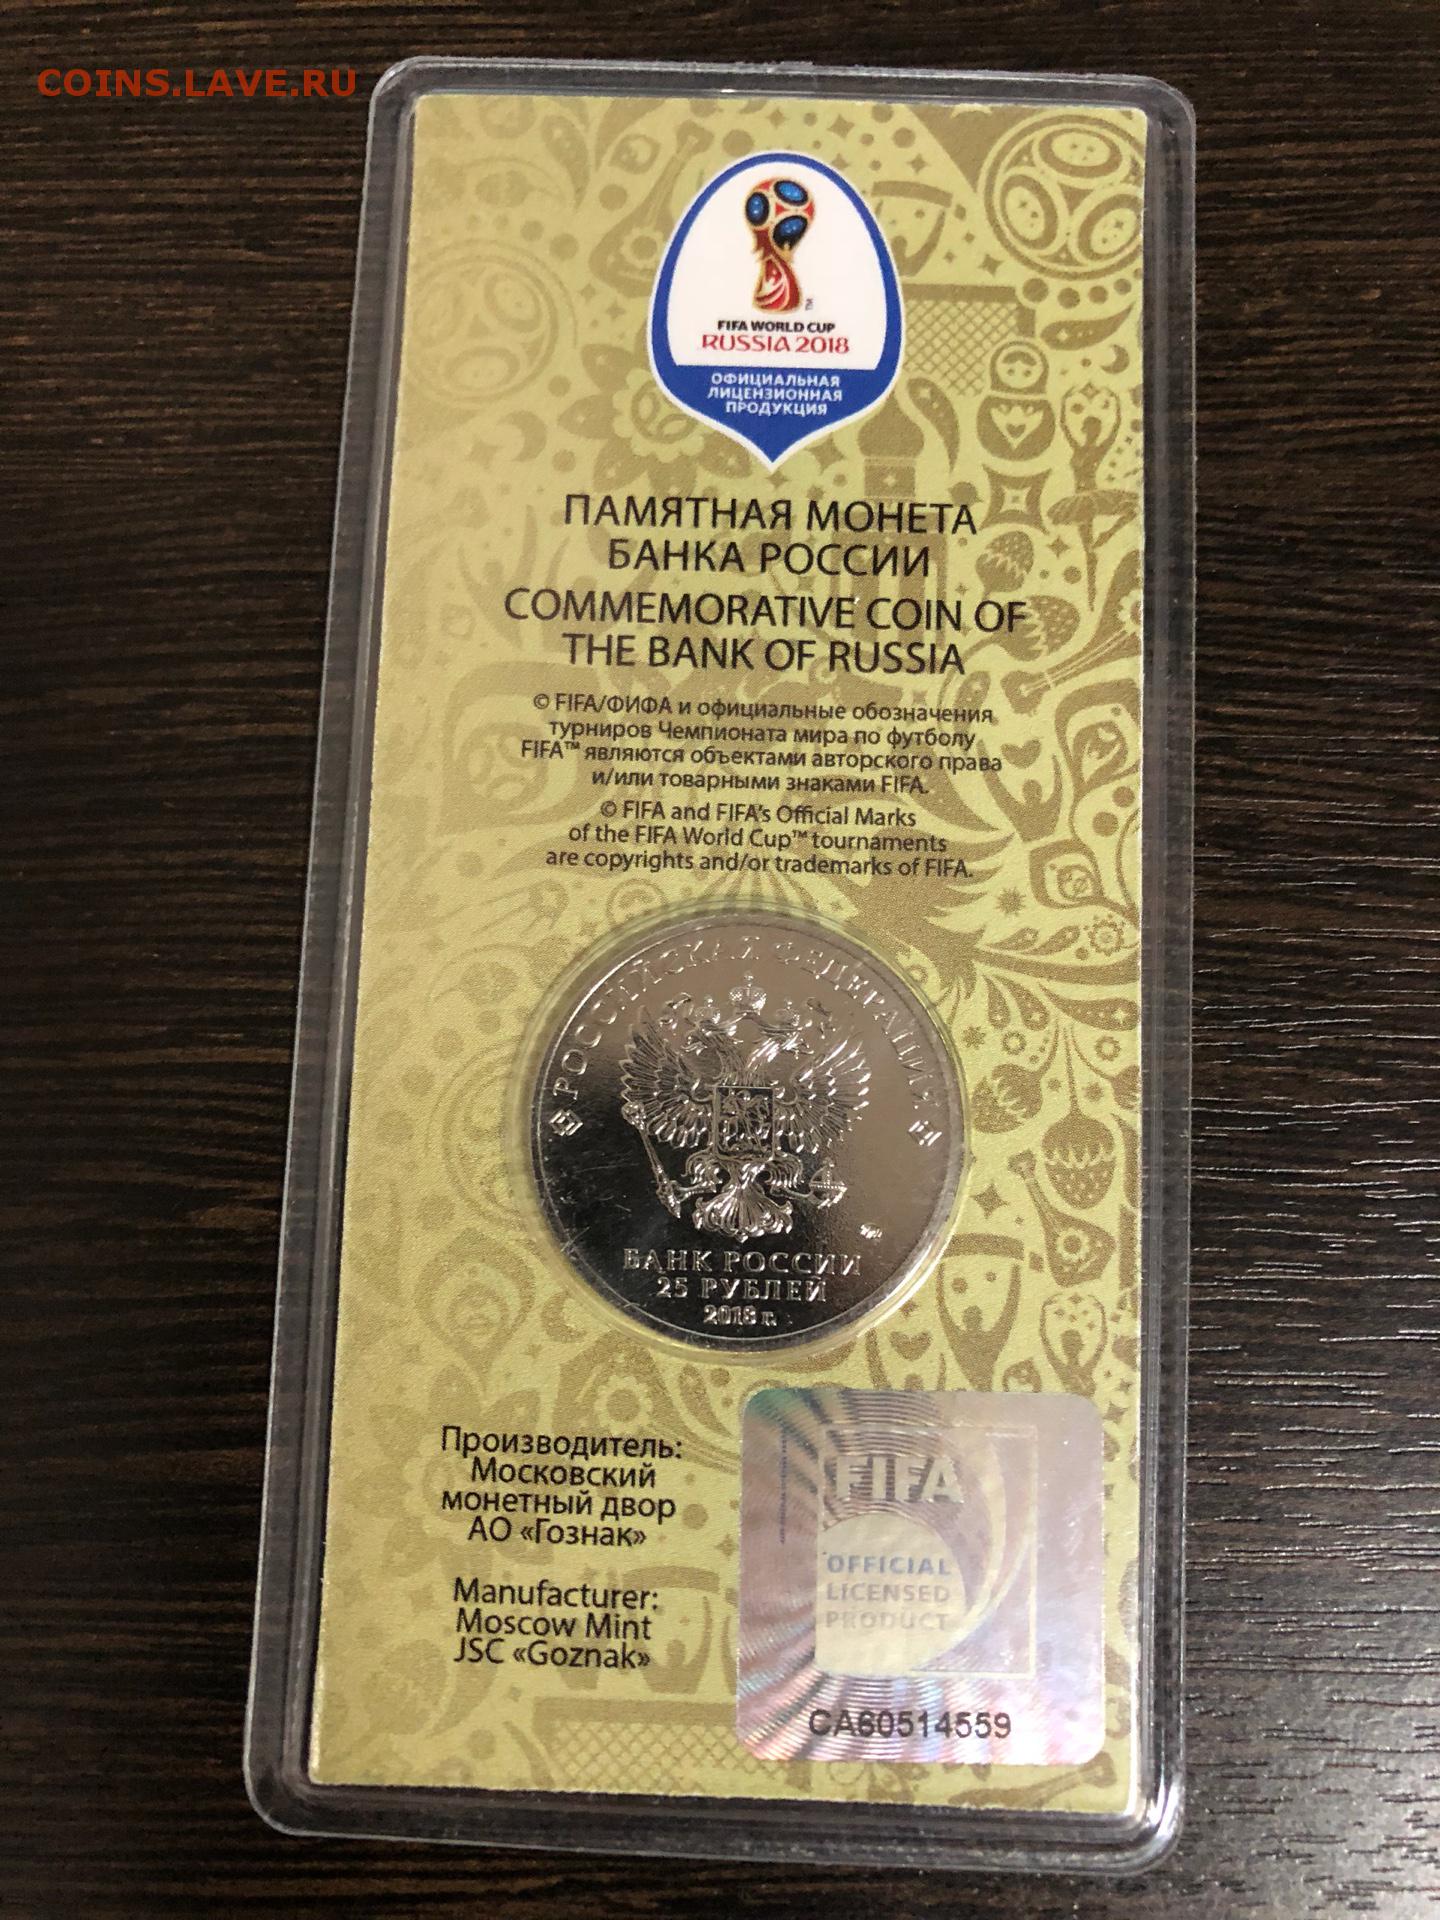 COINS.LAVE.RU
FIFA WORLD CUP
RUSSIA 2018
ОФИЦИАЛЬНАЯ
ЛИЦЕНЗИОННАЯ
ПРОДУКЦИЯ
ПАМЯТНАЯ МОНЕТА
БАНКА РОССИИ
COMMEMORATIVE COIN OF
THE BANK OF RUSSIA
© FIFA/ФИФА и официальные обозначения
турниров Чемпионата мира по футболу
FIFA™ являются объектами авторского права
и/или товарными знаками FIFA.
© FIFA and FIFA's Official Marks
of the FIFA World Cup™ tournaments
are copyrights and/or trademarks of FIFA.
РОССИЙСКАЯ ФЕДЕРАЦИЯ
БАНК РОССИИ
25 РУБЛЕЙ
2018 г.
Производитель:
Московский
монетный двор
АО «Гознак»
Manufacturer:
Moscow Mint
JSC «Goznak»
FIFA
OFFICIAL
LICENSED
PRODUCT
CA60514559